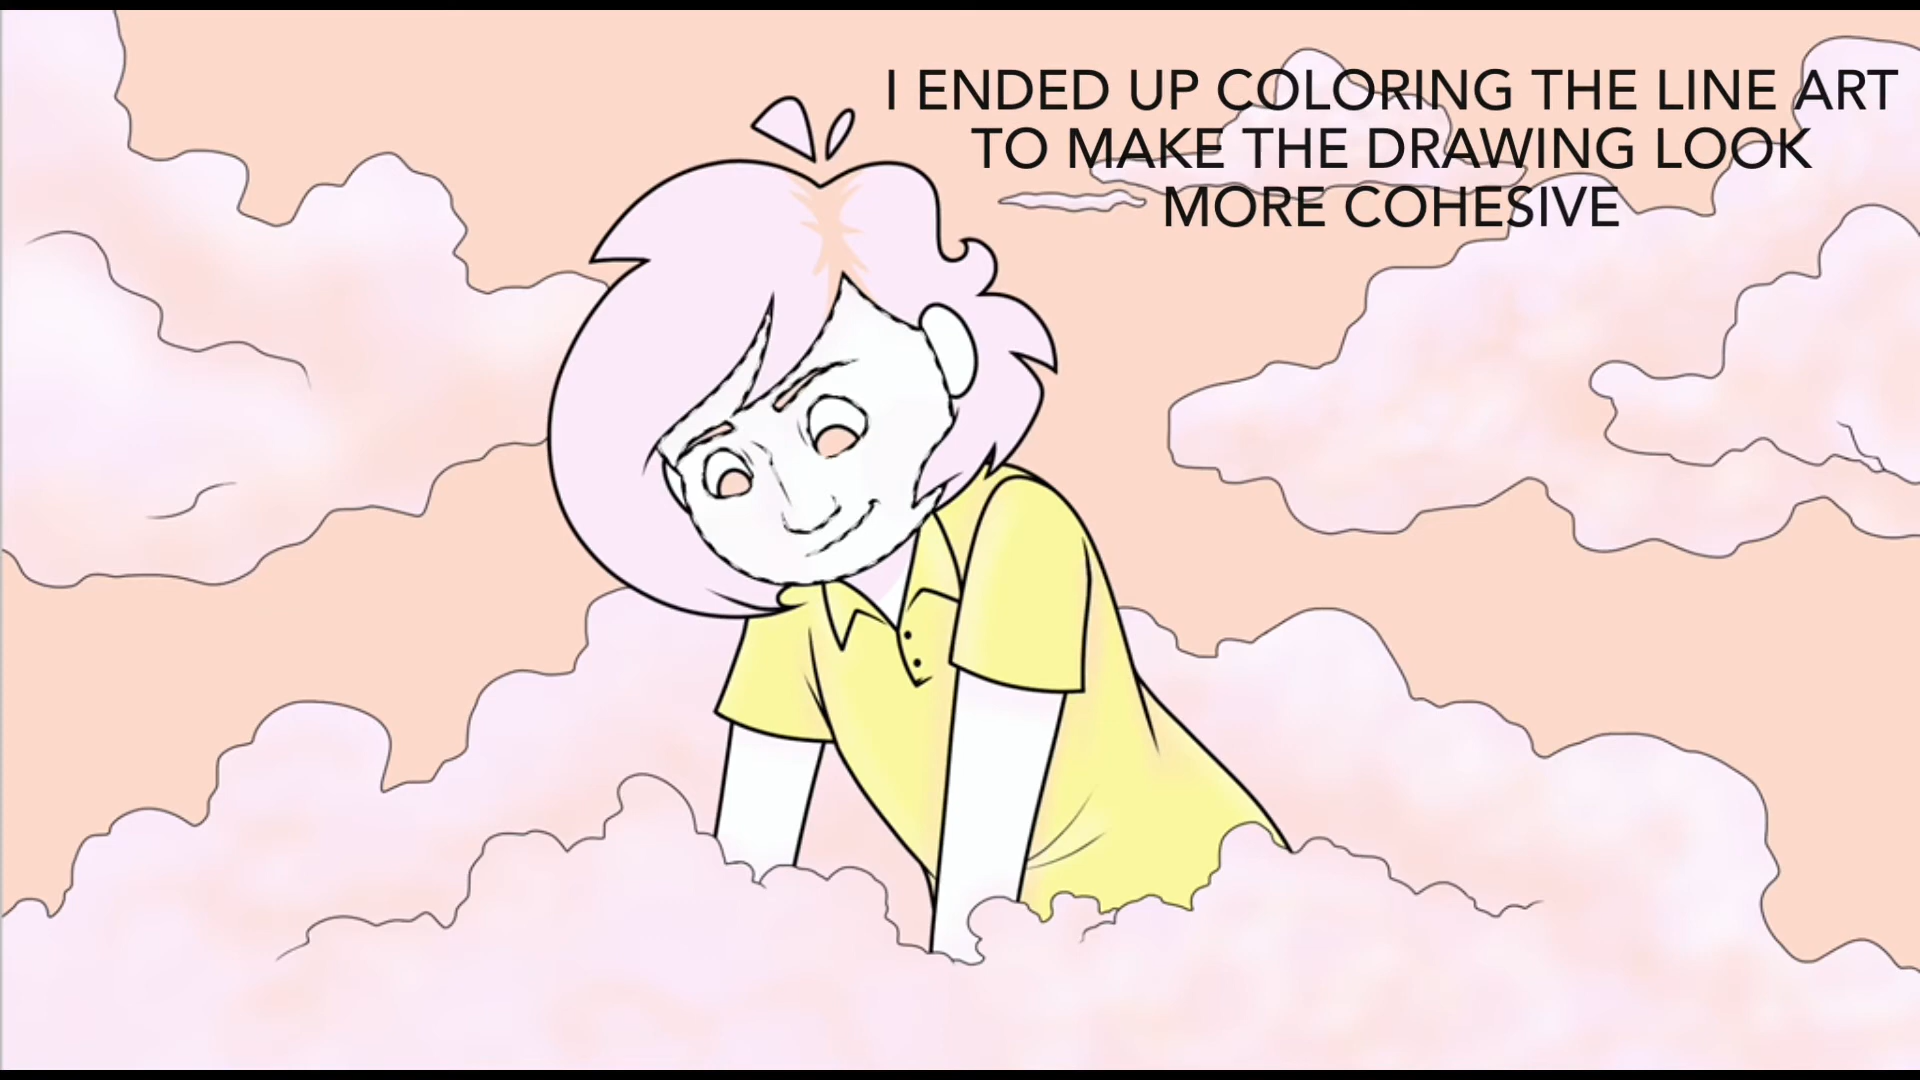 I ENDED UP COLORING THE LINE ART
TO MAKE THE DRAWING LOOK
MORE COHESIVE